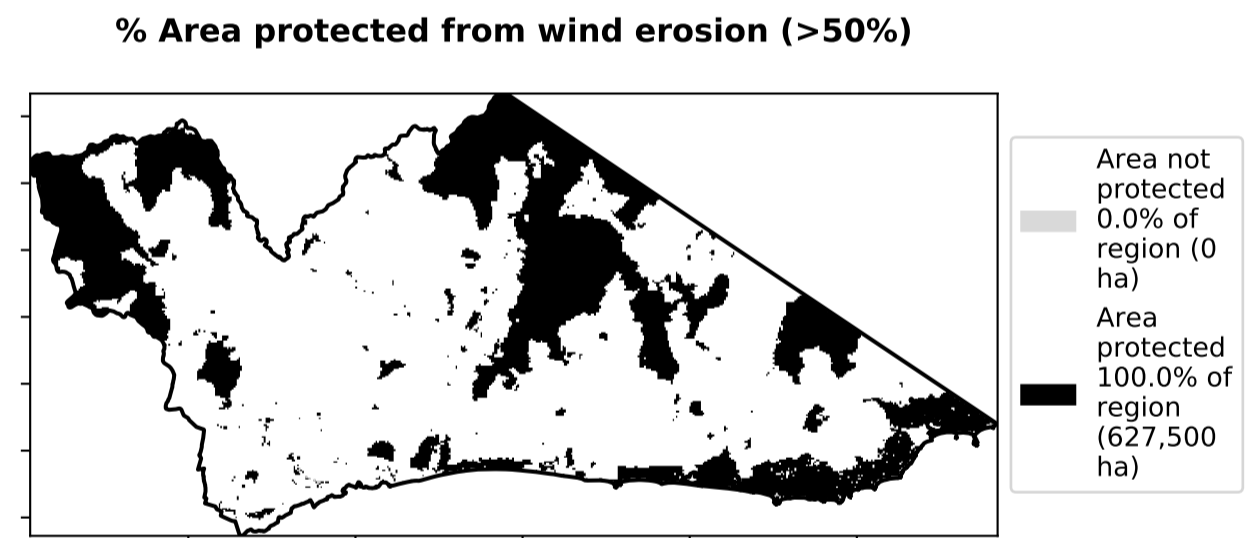 % Area protected from wind erosion (>50%)
Area not
protected
0.0% of
region (0
ha)
Area
protected
100.0% of
region
(627,500
ha)